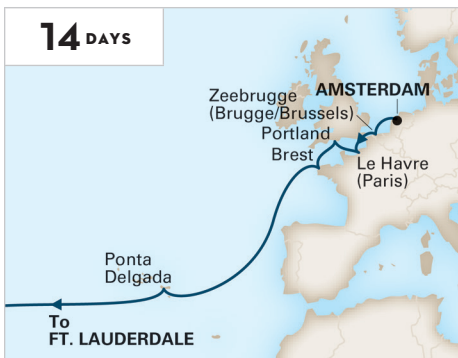 14 DAYS
AMSTERDAM
Zeebrugge
(Brugge/Brussels)
Portland
Brest
Le Havre
(Paris)
Ponta
Delgada
To
FT. LAUDERDALE